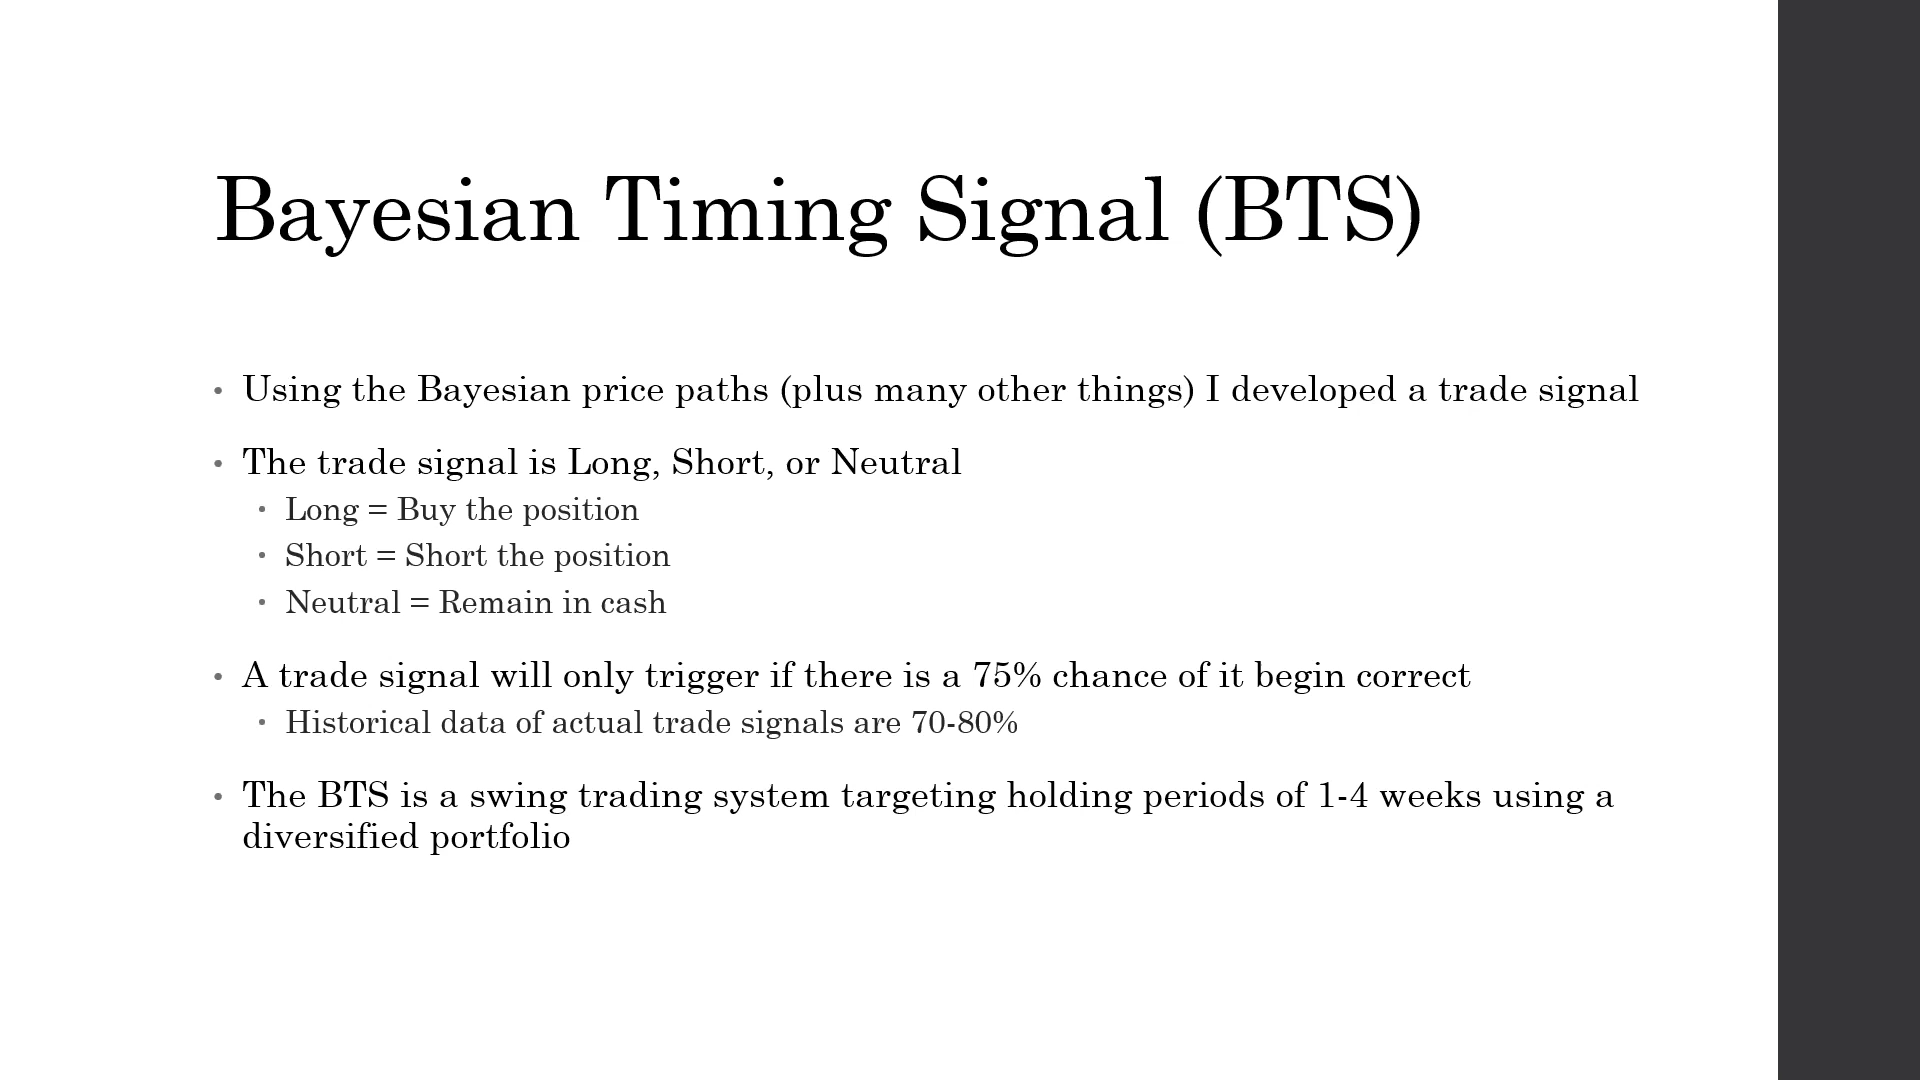 Bayesian Timing Signal (BTS)
• Using the Bayesian price paths (plus many other things) I developed a trade signal
• The trade signal is Long, Short, or Neutral
• Long = Buy the position
• Short = Short the position
• Neutral = Remain in cash
• A trade signal will only trigger if there is a 75% chance of it begin correct
• Historical data of actual trade signals are 70-80%
• The BTS is a swing trading system targeting holding periods of 1-4 weeks using a
diversified portfolio